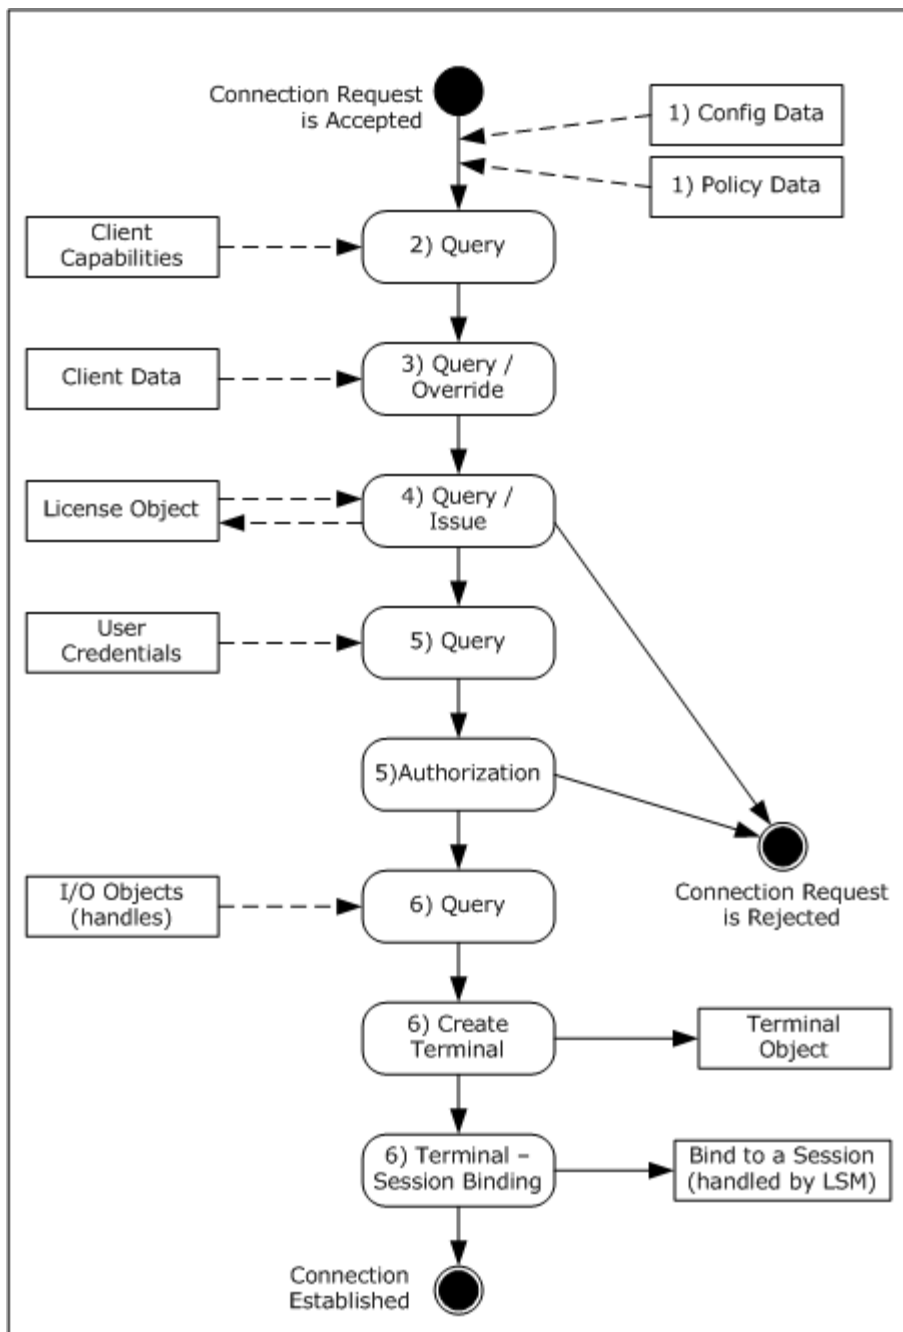 Connection Request
is Accepted
1) Config Data
1) Policy Data
Client
Capabilities
2) Query
Client Data
3) Query /
Override
License Object
4) Query /
Issue
User
Credentials
5) Query
5)Authorization
I/O Objects
(handles)
6) Query
Connection Request
is Rejected
6) Create
Terminal
Terminal
Object
6) Terminal –
Session Binding
Bind to a Session
(handled by LSM)
Connection
Established